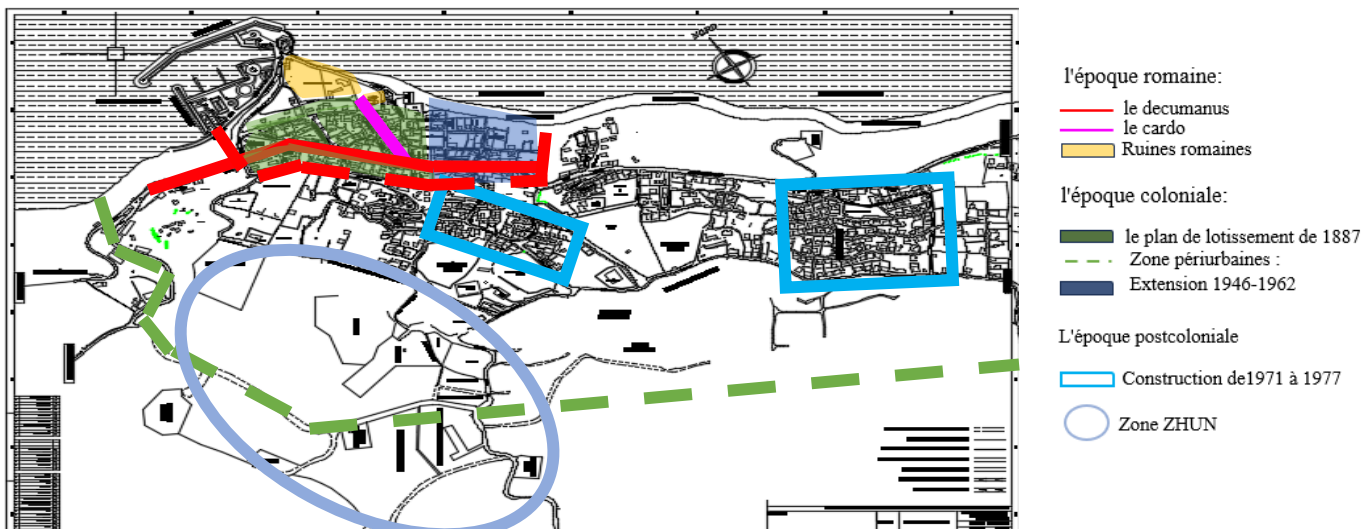 l'époque romaine:
le decumanus
le cardo
Ruines romaines
l'époque coloniale:
le plan de lotissement de 1887
Zone périurbaines :
Extension 1946-1962
L'époque postcoloniale
Construction de1971 à 1977
Zone ZHUN